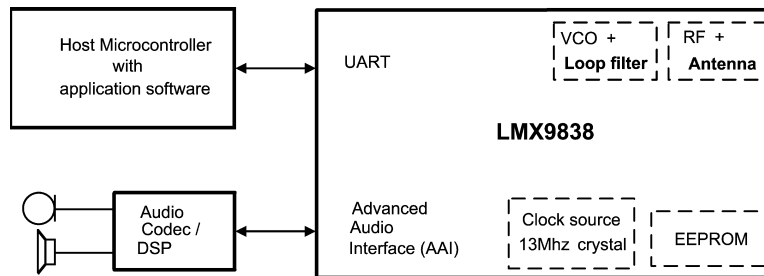 Host Microcontroller
with
application software
UART
VCO +
Loop filter
RF +
Antenna
LMX9838
Audio
Codec /
DSP
Advanced
Audio
Interface (AAI)
Clock source
13Mhz crystal
EEPROM